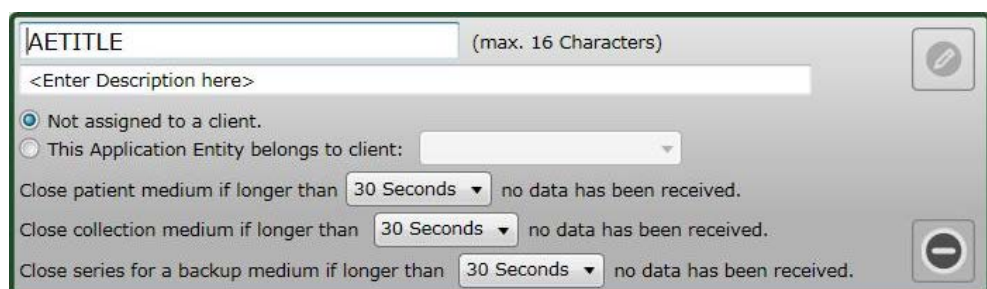 AETITLE (max. 16 Characters)
<Enter Description here>
Not assigned to a client.
This Application Entity belongs to client:
Close patient medium if longer than 30 Seconds no data has been received.
Close collection medium if longer than 30 Seconds no data has been received.
Close series for a backup medium if longer than 30 Seconds no data has been received.